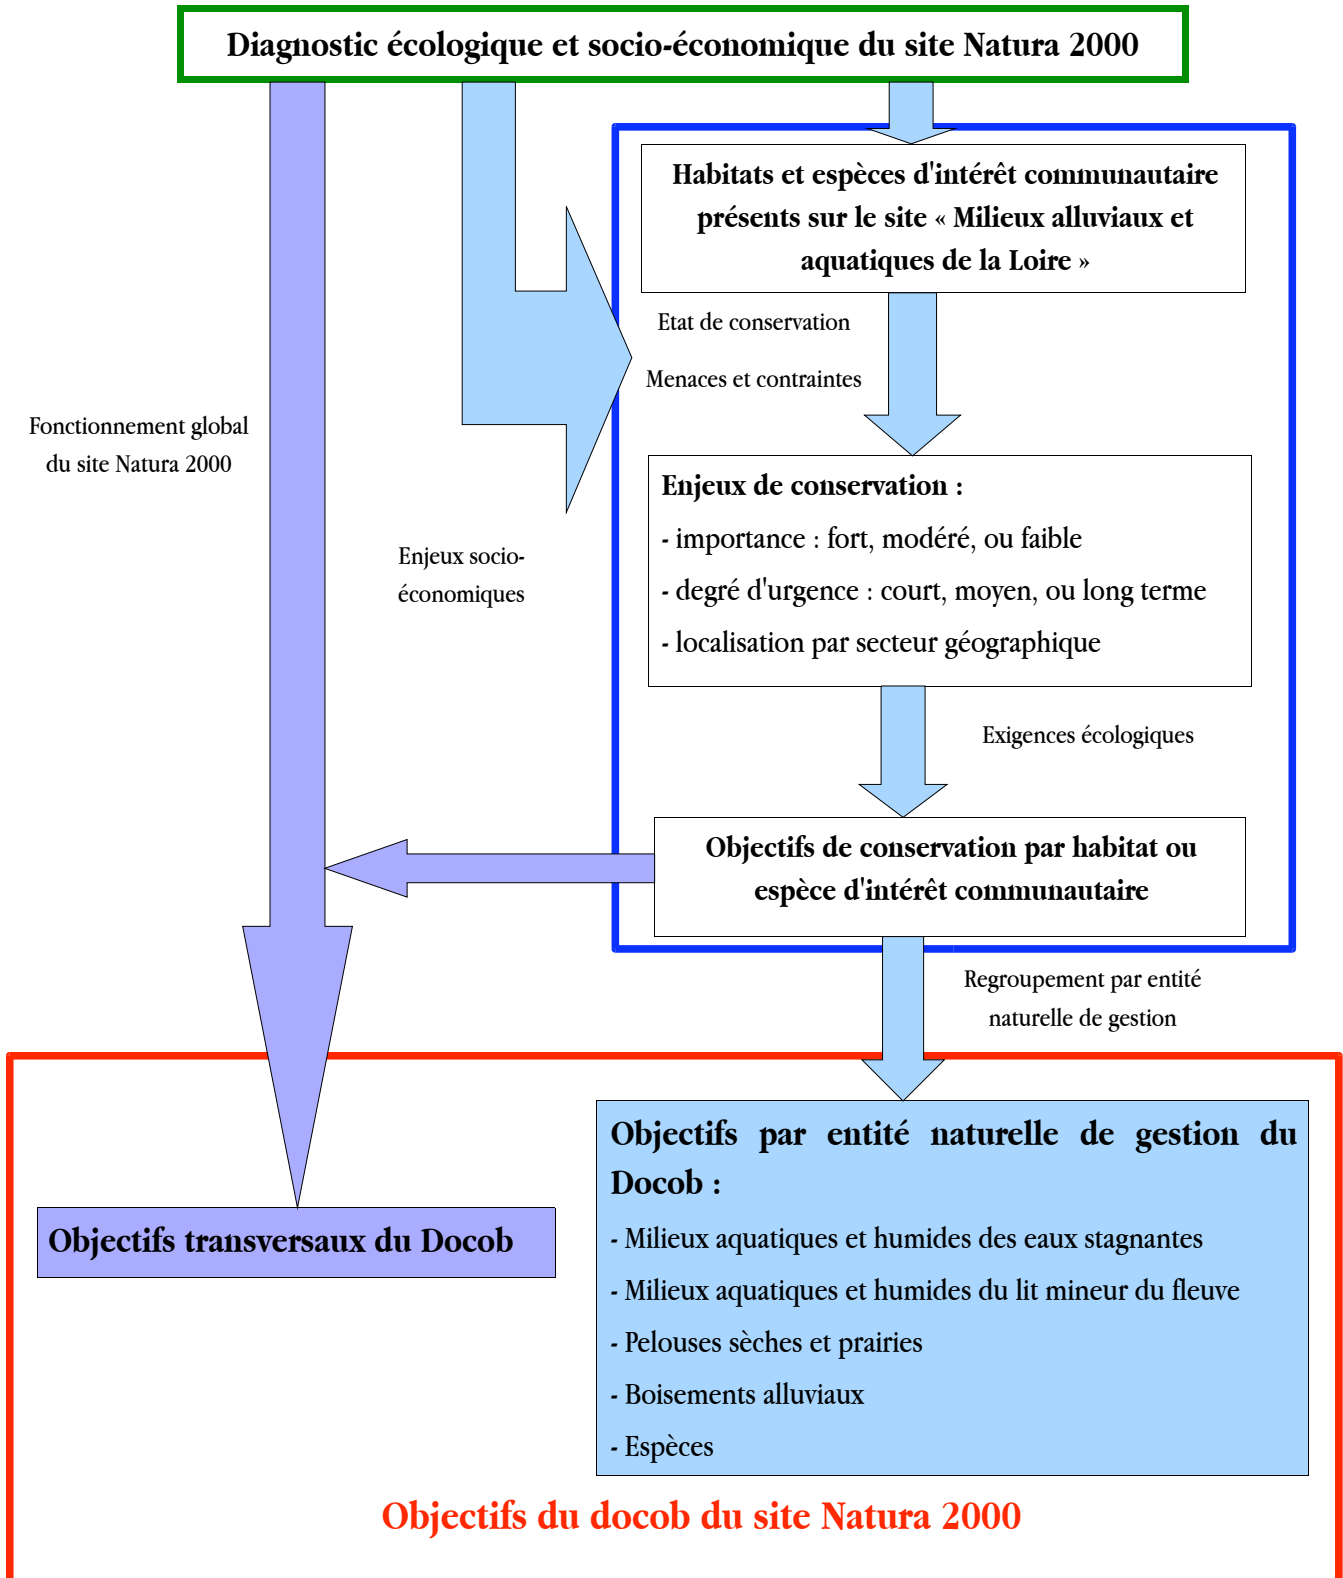 Diagnostic écologique et socio-économique du site Natura 2000
Habitats et espèces d'intérêt communautaire
présents sur le site « Milieux alluviaux et
aquatiques de la Loire »
Etat de conservation
Menaces et contraintes
Fonctionnement global
du site Natura 2000
Enjeux socio-
économiques
Enjeux de conservation :
- importance : fort, modéré, ou faible
- degré d'urgence : court, moyen, ou long terme
- localisation par secteur géographique
Exigences écologiques
Objectifs de conservation par habitat ou
espèce d'intérêt communautaire
Regroupement par entité
naturelle de gestion
Objectifs transversaux du Docob
Objectifs par entité naturelle de gestion du
Docob :
- Milieux aquatiques et humides des eaux stagnantes
- Milieux aquatiques et humides du lit mineur du fleuve
- Pelouses sèches et prairies
- Boisements alluviaux
- Espèces
Objectifs du docob du site Natura 2000